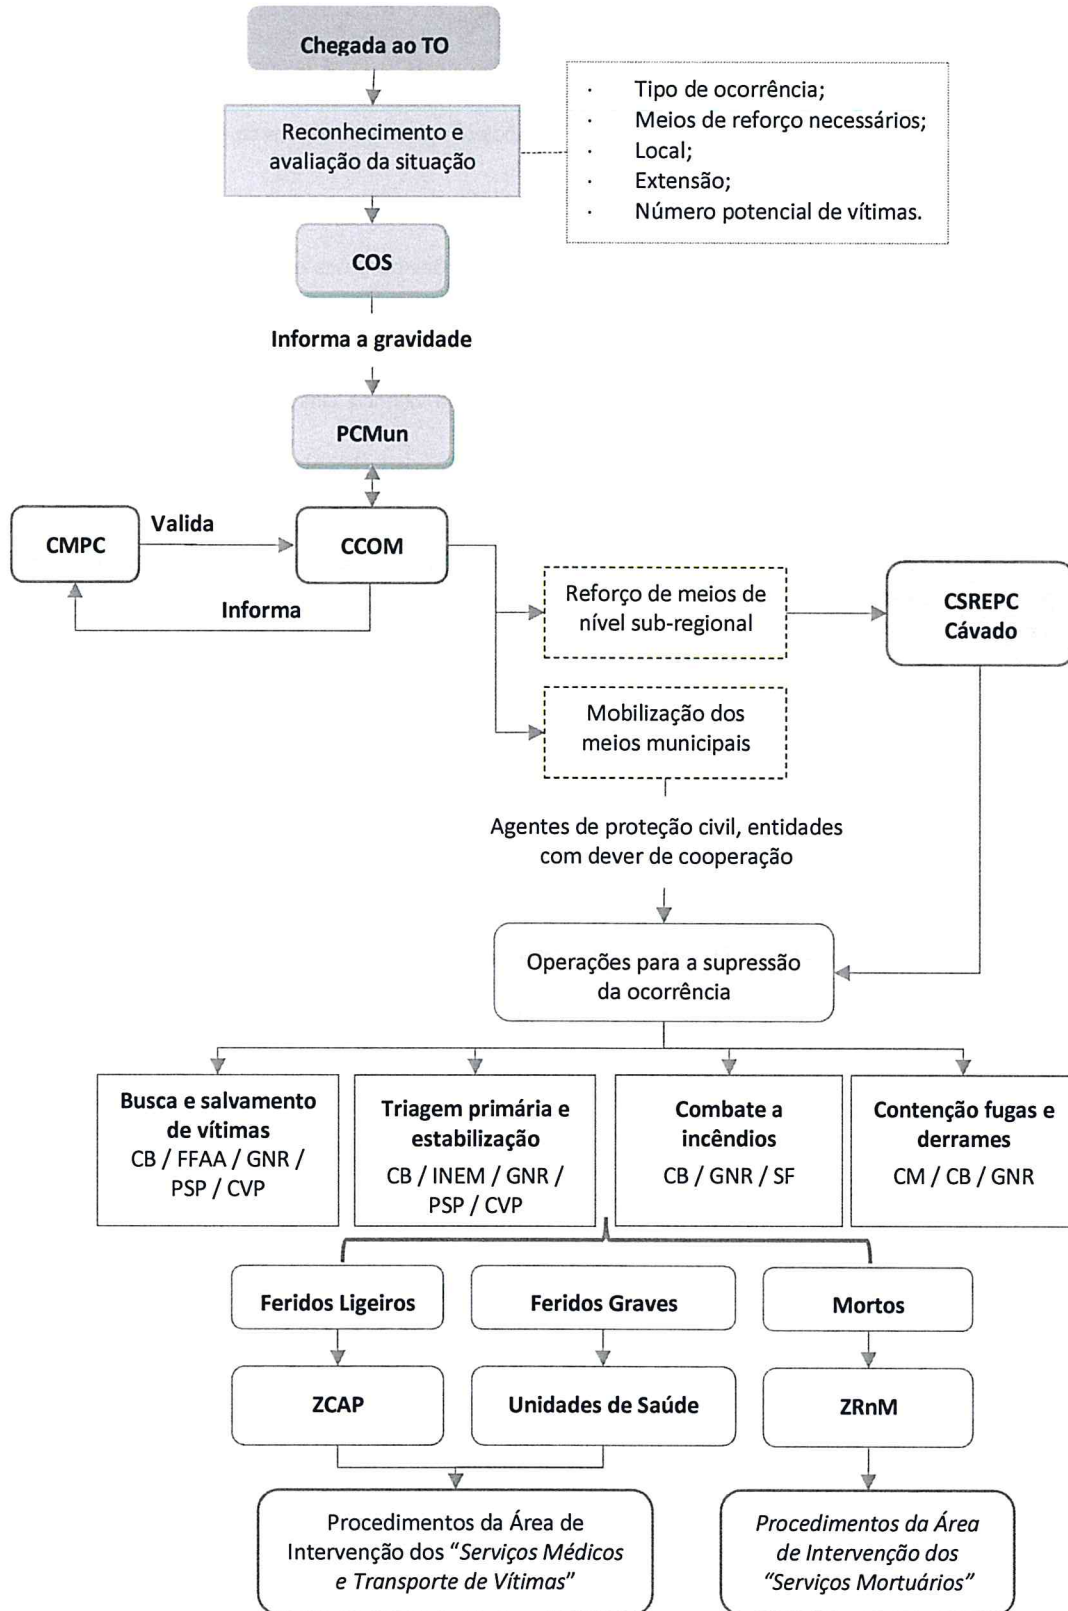 Chegada ao TO
Reconhecimento e
avaliação da situação
· Tipo de ocorrência;
· Meios de reforço necessários;
· Local;
· Extensão;
· Número potencial de vítimas.
COS
Informa a gravidade
PCMun
CMPC
Valida
CCOM
Informa
Reforço de meios de
nível sub-regional
CSREPC
Cávado
Mobilização dos
meios municipais
Agentes de proteção civil, entidades
com dever de cooperação
Operações para a supressão
da ocorrência
Busca e salvamento
de vítimas
CB / FFAA / GNR /
PSP / CVP
Triagem primária e
estabilização
CB / INEM / GNR /
PSP / CVP
Combate a
incêndios
CB / GNR / SF
Contenção fugas e
derrames
CM / CB / GNR
Feridos Ligeiros
Feridos Graves
Mortos
ZCAP
Unidades de Saúde
ZRnM
Procedimentos da Área de
Intervenção dos "Serviços Médicos
e Transporte de Vítimas"
Procedimentos da Área
de Intervenção dos
"Serviços Mortuários"